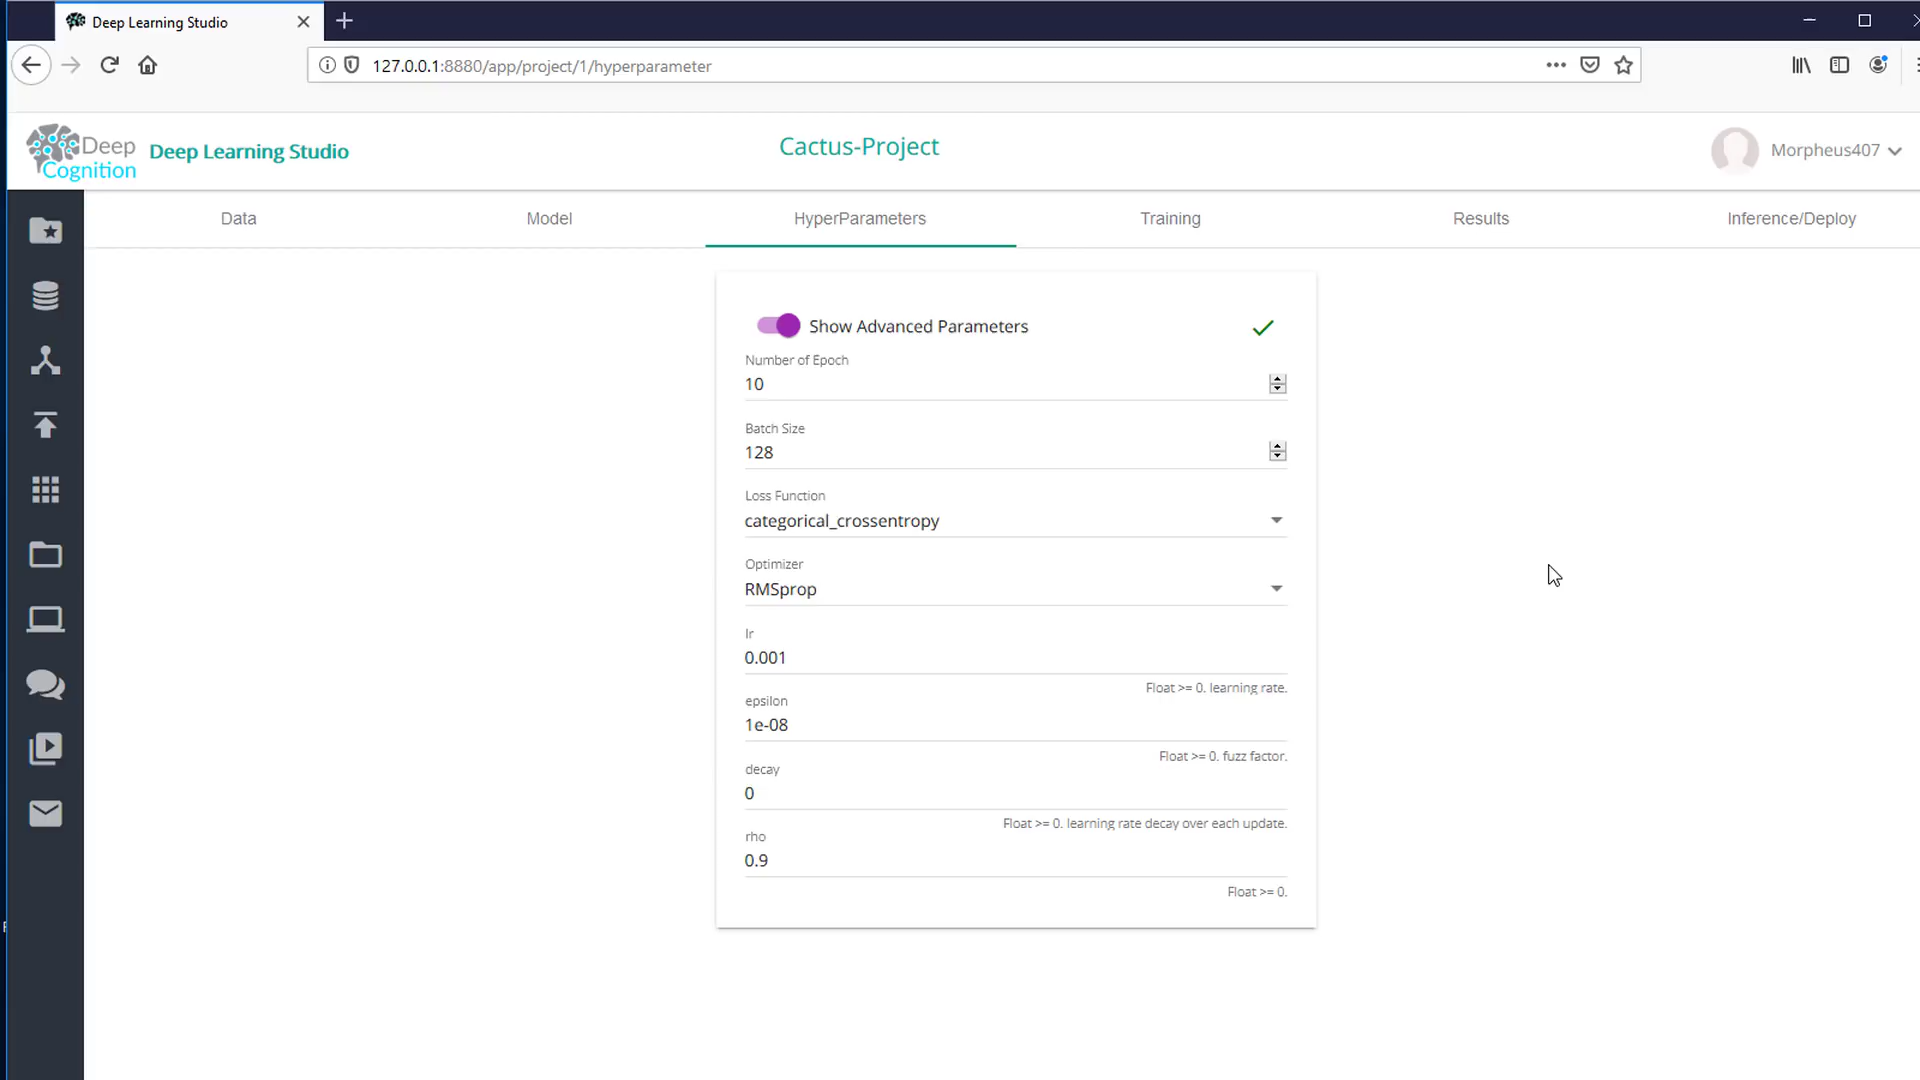 Deep Learning Studio
127.0.0.1:8880/app/project/1/hyperparameter
Deep Cognition
Deep Learning Studio
Cactus-Project
Morpheus407
Data Model HyperParameters Training Results Inference/Deploy
Show Advanced Parameters
Number of Epoch
10
Batch Size
128
Loss Function
categorical_crossentropy
Optimizer
RMSprop
lr
0.001
Float >= 0. learning rate.
epsilon
1e-08
Float >= 0. fuzz factor.
decay
0
Float >= 0. learning rate decay over each update.
rho
0.9
Float >= 0.